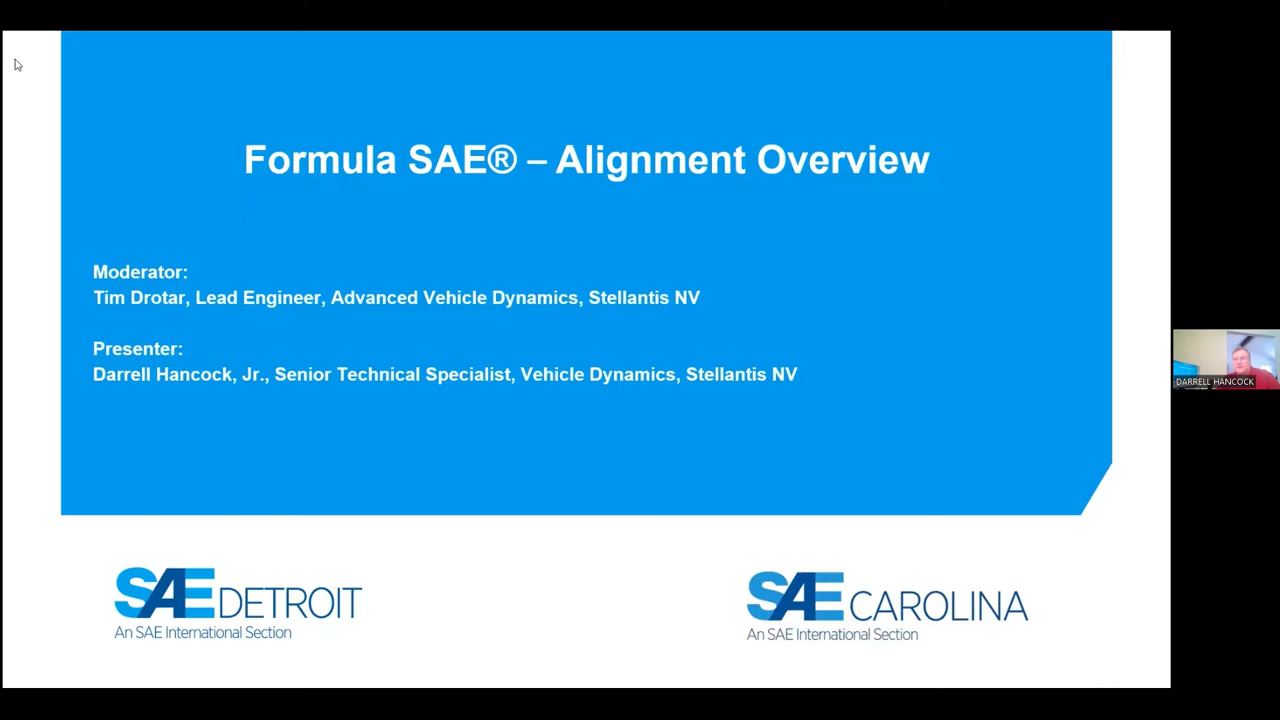 Formula SAE® – Alignment Overview
Moderator:
Tim Drotar, Lead Engineer, Advanced Vehicle Dynamics, Stellantis NV
Presenter:
Darrell Hancock, Jr., Senior Technical Specialist, Vehicle Dynamics, Stellantis NV
DARRELL HANCOCK
SAE DETROIT
An SAE International Section
SAE CAROLINA
An SAE International Section